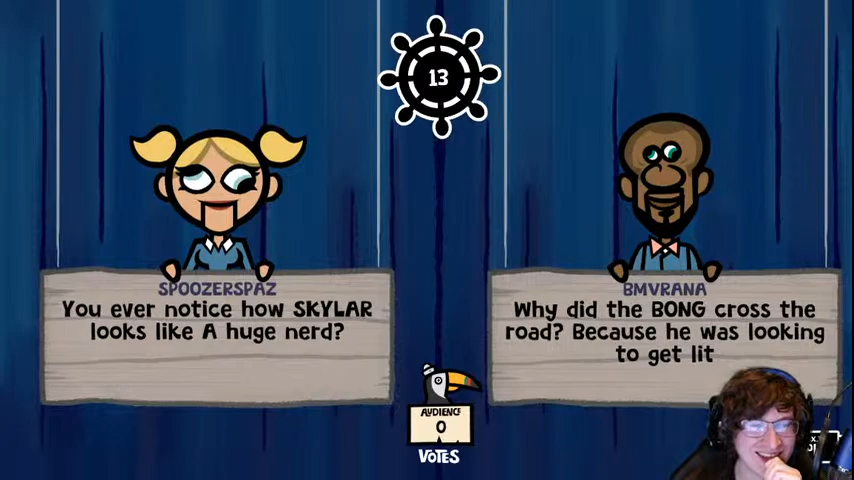 13
SPOOZERSPAZ
You ever notice how SKYLAR
looks like A huge nerd?
BMVRANA
Why did the BONG cross the
road? Because he was looking
to get lit
AUDIENCE
0
VOTES